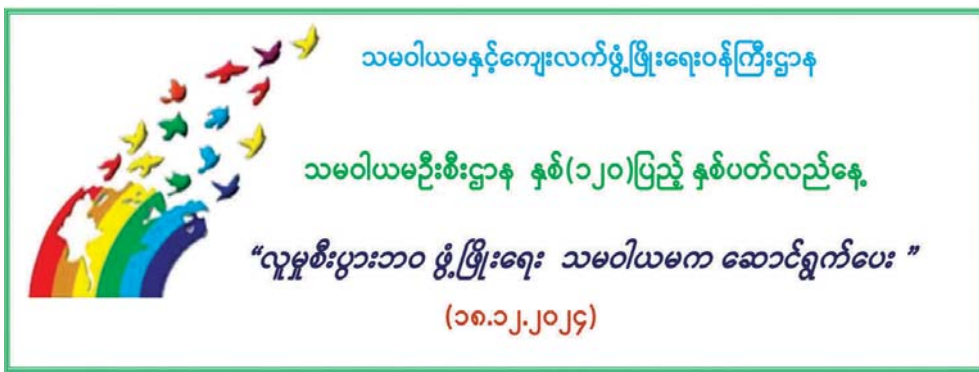 သမဝါယမနှင့်ကျေးလက်ဖွံ့ဖြိုးရေးဝန်ကြီးဌာန
သမဝါယမဦးစီးဌာန နှစ်(၁၂၀)ပြည့် နှစ်ပတ်လည်နေ့
“လူမှုစီးပွားဘဝ ဖွံ့ဖြိုးရေး သမဝါယမက ဆောင်ရွက်ပေး ”
(၁၈.၁၂.၂၀၂၄)